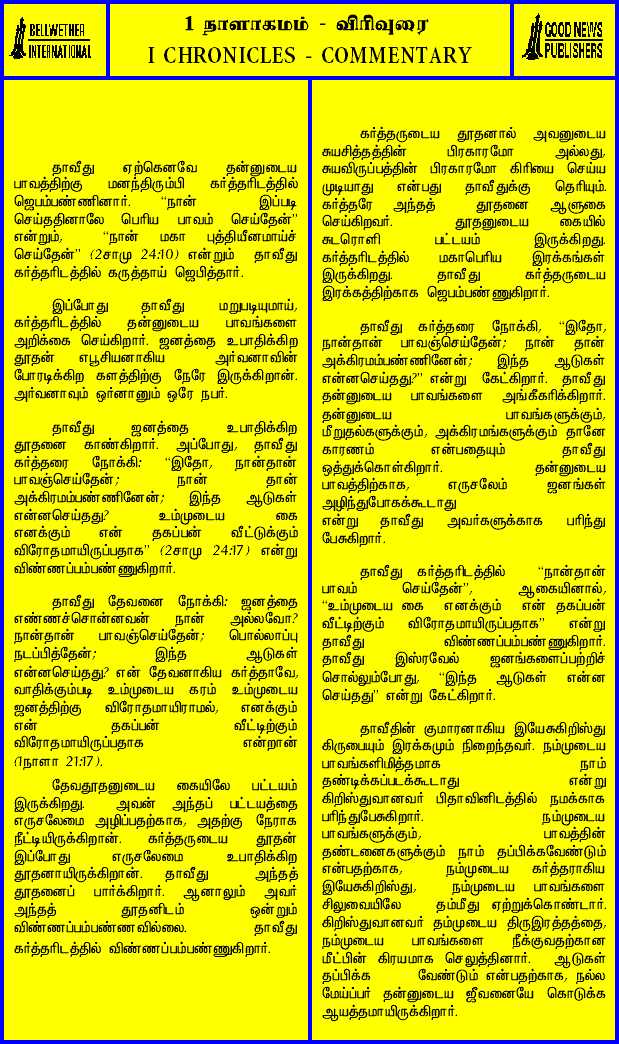 BELLWETHER
INTERNATIONAL
1 நாளாகமம் - விரிவுரை
I CHRONICLES - COMMENTARY
GOOD NEWS
PUBLISHERS
தாவீது ஏற்கெனவே தன்னுடைய
பாவத்திற்கு மனந்திரும்பி கர்த்தரிடத்தில்
ஜெபம்பண்ணினார். “நான் இப்படி
செய்ததினாலே பெரிய பாவம் செய்தேன்”
என்றும், “நான் மகா புத்தியீனமாய்ச்
செய்தேன்” (2சாமு 24:10) என்றும் தாவீது
கர்த்தரிடத்தில் கருத்தாய் ஜெபித்தார்.
இப்போது தாவீது மறுபடியுமாய்,
கர்த்தரிடத்தில் தன்னுடைய பாவங்களை
அறிக்கை செய்கிறார். ஜனத்தை உபாதிக்கிற
தூதன் எபூசியனாகிய அர்வனாவின்
போரடிக்கிற களத்திற்கு நேரே இருக்கிறான்.
அர்வனாவும் ஒர்னானும் ஒரே நபர்.
தாவீது ஜனத்தை உபாதிக்கிற
தூதனை காண்கிறார். அப்போது, தாவீது
கர்த்தரை நோக்கி: “இதோ, நான்தான்
பாவஞ்செய்தேன்; நான் தான்
அக்கிரமம்பண்ணினேன்; இந்த ஆடுகள்
என்னசெய்தது? உம்முடைய கை
எனக்கும் என் தகப்பன் வீட்டுக்கும்
விரோதமாயிருப்பதாக” (2சாமு 24:17) என்று
விண்ணப்பம்பண்ணுகிறார்.
தாவீது தேவனை நோக்கி: ஜனத்தை
எண்ணச்சொன்னவன் நான் அல்லவோ?
நான்தான் பாவஞ்செய்தேன்; பொல்லாப்பு
நடப்பித்தேன்; இந்த ஆடுகள்
என்னசெய்தது? என் தேவனாகிய கர்த்தாவே,
வாதிக்கும்படி உம்முடைய கரம் உம்முடைய
ஜனத்திற்கு விரோதமாயிராமல், எனக்கும்
என் தகப்பன் வீட்டிற்கும்
விரோதமாயிருப்பதாக என்றான்
(1நாளா 21:17).
தேவதூதனுடைய கையிலே பட்டயம்
இருக்கிறது. அவன் அந்தப் பட்டயத்தை
எருசலேமை அழிப்பதற்காக, அதற்கு நேராக
நீட்டியிருக்கிறான். கர்த்தருடைய தூதன்
இப்போது எருசலேமை உபாதிக்கிற
தூதனாயிருக்கிறான். தாவீது அந்தத்
தூதனைப் பார்க்கிறார். ஆனாலும் அவர்
அந்தத் தூதனிடம் ஒன்றும்
விண்ணப்பம்பண்ணவில்லை. தாவீது
கர்த்தரிடத்தில் விண்ணப்பம்பண்ணுகிறார்.
கர்த்தருடைய தூதனால் அவனுடைய
சுயசித்தத்தின் பிரகாரமோ அல்லது,
சுயவிருப்பத்தின் பிரகாரமோ கிரியை செய்ய
முடியாது என்பது தாவீதுக்கு தெரியும்.
கர்த்தரே அந்தத் தூதனை ஆளுகை
செய்கிறவர். தூதனுடைய கையில்
சுடரொளி பட்டயம் இருக்கிறது.
கர்த்தரிடத்தில் மகாபெரிய இரக்கங்கள்
இருக்கிறது. தாவீது கர்த்தருடைய
இரக்கத்திற்காக ஜெபம்பண்ணுகிறார்.
தாவீது கர்த்தரை நோக்கி, “இதோ,
நான்தான் பாவஞ்செய்தேன்; நான் தான்
அக்கிரமம்பண்ணினேன்; இந்த ஆடுகள்
என்னசெய்தது?” என்று கேட்கிறார். தாவீது
தன்னுடைய பாவங்களை அங்கீகரிக்கிறார்.
தன்னுடைய பாவங்களுக்கும்,
மீறுதல்களுக்கும், அக்கிரமங்களுக்கும் தானே
காரணம் என்பதையும் தாவீது
ஒத்துக்கொள்கிறார். தன்னுடைய
பாவத்திற்காக, எருசலேம் ஜனங்கள்
அழிந்துபோகக்கூடாது
என்று தாவீது அவர்களுக்காக பரிந்து
பேசுகிறார்.
தாவீது கர்த்தரிடத்தில் “நான்தான்
பாவம் செய்தேன்”, ஆகையினால்,
“உம்முடைய கை எனக்கும் என் தகப்பன்
வீட்டிற்கும் விரோதமாயிருப்பதாக” என்று
தாவீது விண்ணப்பம்பண்ணுகிறார்.
தாவீது இஸ்ரவேல் ஜனங்களைப்பற்றிச்
சொல்லும்போது, “இந்த ஆடுகள் என்ன
செய்தது” என்று கேட்கிறார்.
தாவீதின் குமாரனாகிய இயேசுகிறிஸ்து
கிருபையும் இரக்கமும் நிறைந்தவர். நம்முடைய
பாவங்களினிமித்தமாக நாம்
தண்டிக்கப்படக்கூடாது என்று
கிறிஸ்துவானவர் பிதாவினிடத்தில் நமக்காக
பரிந்துபேசுகிறார். நம்முடைய
பாவங்களுக்கும், பாவத்தின்
தண்டனைகளுக்கும் நாம் தப்பிக்கவேண்டும்
என்பதற்காக, நம்முடைய கர்த்தராகிய
இயேசுகிறிஸ்து, நம்முடைய பாவங்களை
சிலுவையிலே தம்மீது ஏற்றுக்கொண்டார்.
கிறிஸ்துவானவர் தம்முடைய திருஇரத்தத்தை,
நம்முடைய பாவங்களை நீக்குவதற்கான
மீட்பின் கிரயமாக செலுத்தினார். ஆடுகள்
தப்பிக்க வேண்டும் என்பதற்காக, நல்ல
மேய்ப்பர் தன்னுடைய ஜீவனையே கொடுக்க
ஆயத்தமாயிருக்கிறார்.